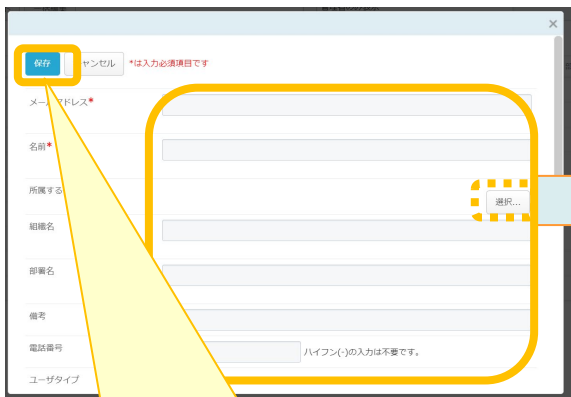 ×
保存 ャンセル *は入力必須項目です
メー ドレス*
名前*
所属する
選択...
組織名
部署名
備考
電話番号 ハイフン(-)の入力は不要です。
ユーザタイプ